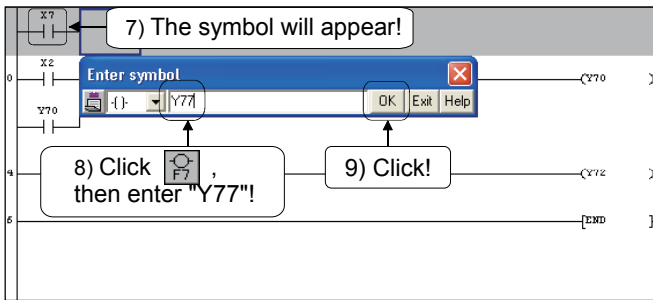 X7
7) The symbol will appear!
X2
Enter symbol
0
(Y70 )
-( )- Y77 OK Exit Help
Y70
8) Click F7 ,
then enter "Y77"!
9) Click!
4
(Y72 )
6
[END ]